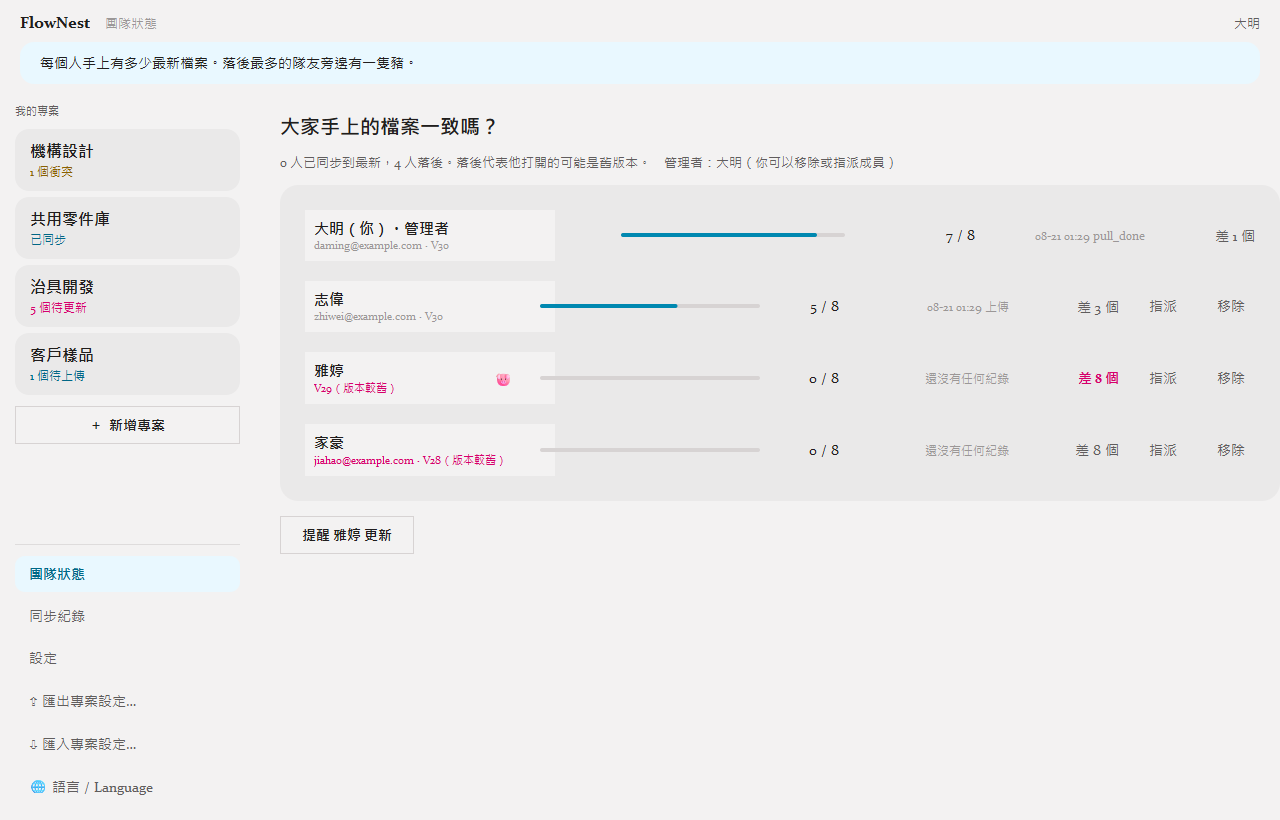 FlowNest 團隊狀態 大明
每個人手上有多少最新檔案。落後最多的隊友旁邊有一隻豬。
我的專案
機構設計
1 個衝突
共用零件庫
已同步
治具開發
5 個待更新
客戶樣品
1 個待上傳
+ 新增專案
團隊狀態
同步紀錄
設定
⇧ 匯出專案設定...
⇩ 匯入專案設定...
🌐 語言 / Language
大家手上的檔案一致嗎？
0 人已同步到最新，4 人落後。落後代表他打開的可能是舊版本。 管理者：大明（你可以移除或指派成員）
大明（你）・管理者
daming@example.com · V30
7 / 8
08-21 01:29 pull_done
差 1 個
志偉
zhiwei@example.com · V30
5 / 8
08-21 01:29 上傳
差 3 個 指派 移除
雅婷
V29（版本較舊）
0 / 8
還沒有任何紀錄
差 8 個 指派 移除
家豪
jiahao@example.com · V28（版本較舊）
0 / 8
還沒有任何紀錄
差 8 個 指派 移除
提醒 雅婷 更新